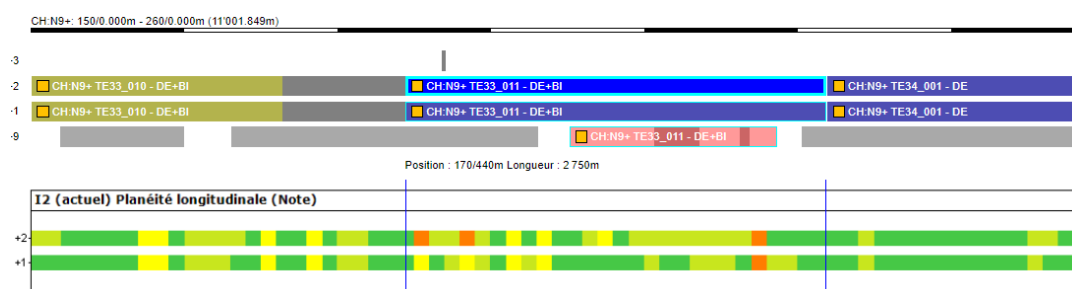 CH:N9+: 150/0.000m - 260/0.000m (11'001.849m)
·3
·2 CH:N9+ TE33_010 - DE+BI CH:N9+ TE33_011 - DE+BI CH:N9+ TE34_001 - DE
·1 CH:N9+ TE33_010 - DE+BI CH:N9+ TE33_011 - DE+BI CH:N9+ TE34_001 - DE
·9 CH:N9+ TE33_011 - DE+BI
Position : 170/440m Longueur : 2 750m
I2 (actuel) Planéité longitudinale (Note)
+2
+1